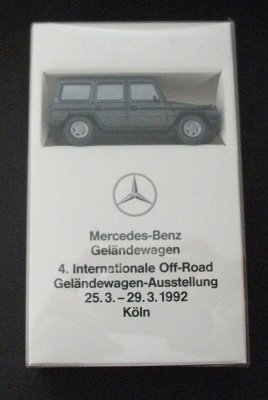 Mercedes-Benz
Geländewagen
4. Internationale Off-Road
Geländewagen-Ausstellung
25.3.–29.3.1992
Köln